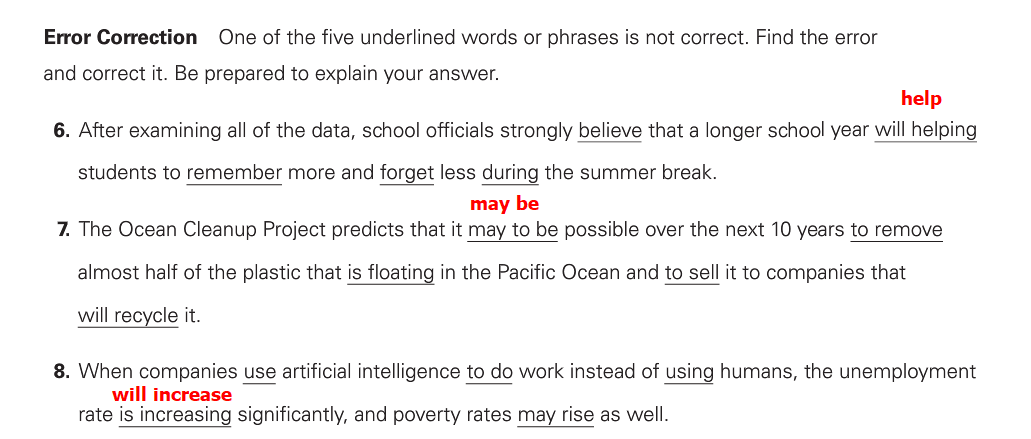 Error Correction One of the five underlined words or phrases is not correct. Find the error
and correct it. Be prepared to explain your answer.
help
6. After examining all of the data, school officials strongly believe that a longer school year will helping
students to remember more and forget less during the summer break.
may be
7. The Ocean Cleanup Project predicts that it may to be possible over the next 10 years to remove
almost half of the plastic that is floating in the Pacific Ocean and to sell it to companies that
will recycle it.
8. When companies use artificial intelligence to do work instead of using humans, the unemployment
will increase
rate is increasing significantly, and poverty rates may rise as well.